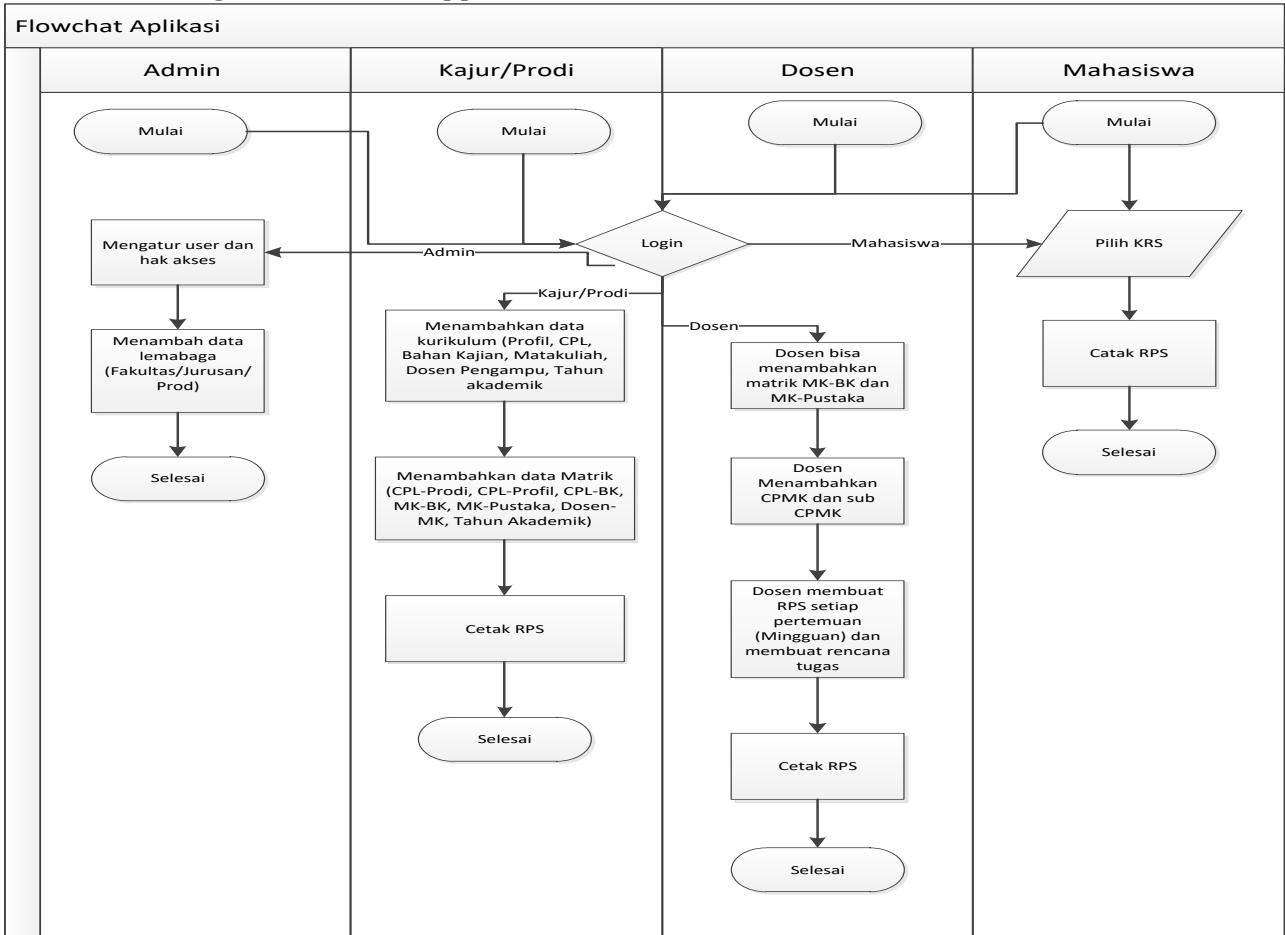 Flowchat Aplikasi
Admin
Kajur/Prodi
Dosen
Mahasiswa
Mulai
Mulai
Mulai
Mulai
Login
Mengatur user dan
hak akses
Admin
Mahasiswa
Pilih KRS
Kajur/Prodi
Dosen
Menambah data
lemabaga
(Fakultas/Jurusan/
Prod)
Menambahkan data
kurikulum (Profil, CPL,
Bahan Kajian, Matakuliah,
Dosen Pengampu, Tahun
akademik
Dosen bisa
menambahkan
matrik MK-BK dan
MK-Pustaka
Catak RPS
Selesai
Menambahkan data Matrik
(CPL-Prodi, CPL-Profil, CPL-BK,
MK-BK, MK-Pustaka, Dosen-
MK, Tahun Akademik)
Dosen
Menambahkan
CPMK dan sub
CPMK
Selesai
Cetak RPS
Dosen membuat
RPS setiap
pertemuan
(Mingguan) dan
membuat rencana
tugas
Selesai
Cetak RPS
Selesai